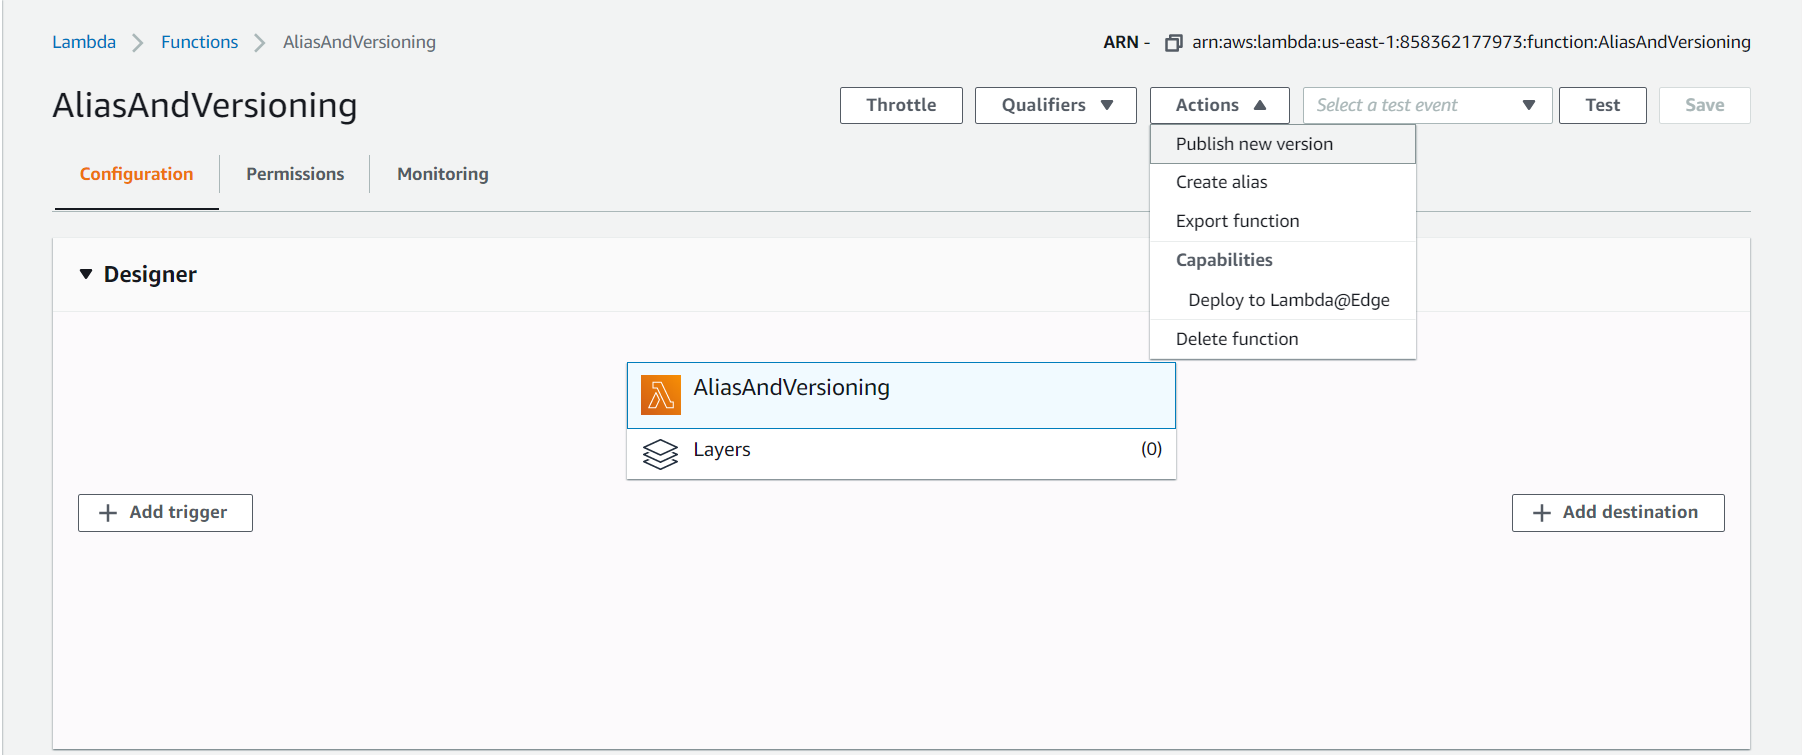 Lambda > Functions > AliasAndVersioning
ARN - arn:aws:lambda:us-east-1:858362177973:function:AliasAndVersioning
AliasAndVersioning
Throttle
Qualifiers
Actions
Select a test event
Test
Save
Publish new version
Create alias
Export function
Capabilities
Deploy to Lambda@Edge
Delete function
Configuration
Permissions
Monitoring
Designer
AliasAndVersioning
Layers (0)
+ Add trigger
+ Add destination